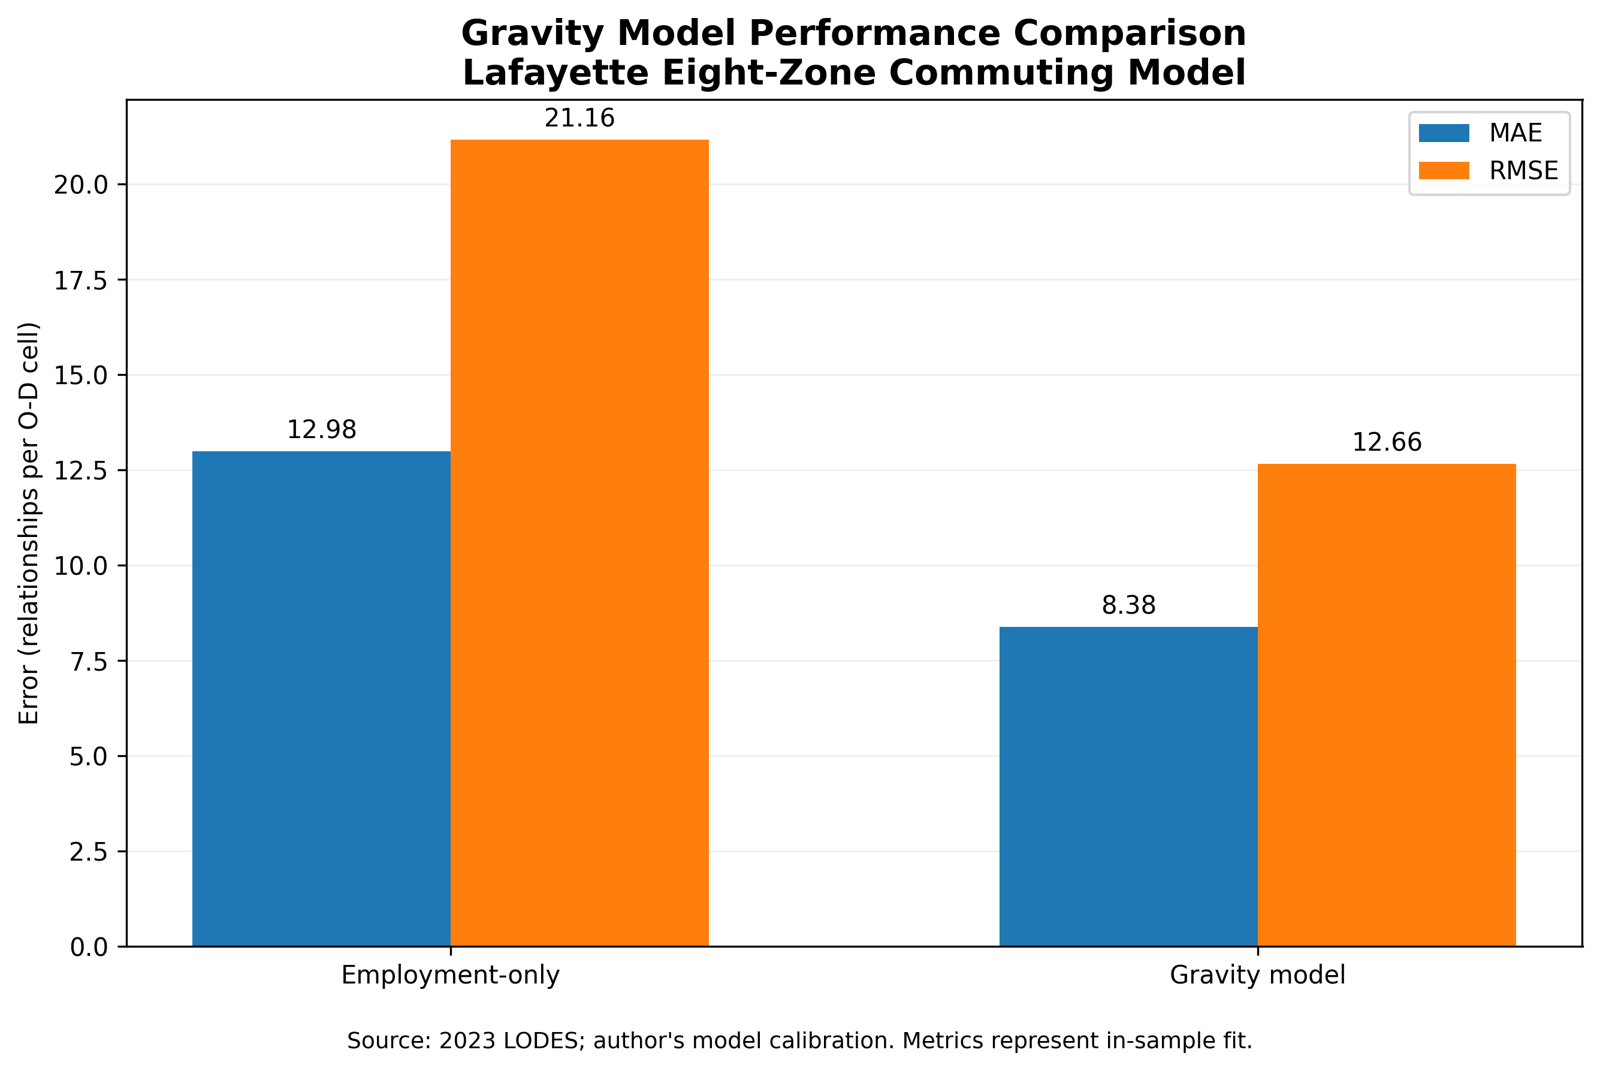 Gravity Model Performance Comparison
Lafayette Eight-Zone Commuting Model
MAE
RMSE
Error (relationships per O-D cell)
20.0
17.5
15.0
12.5
10.0
7.5
5.0
2.5
0.0
12.98
21.16
8.38
12.66
Employment-only
Gravity model
Source: 2023 LODES; author's model calibration. Metrics represent in-sample fit.